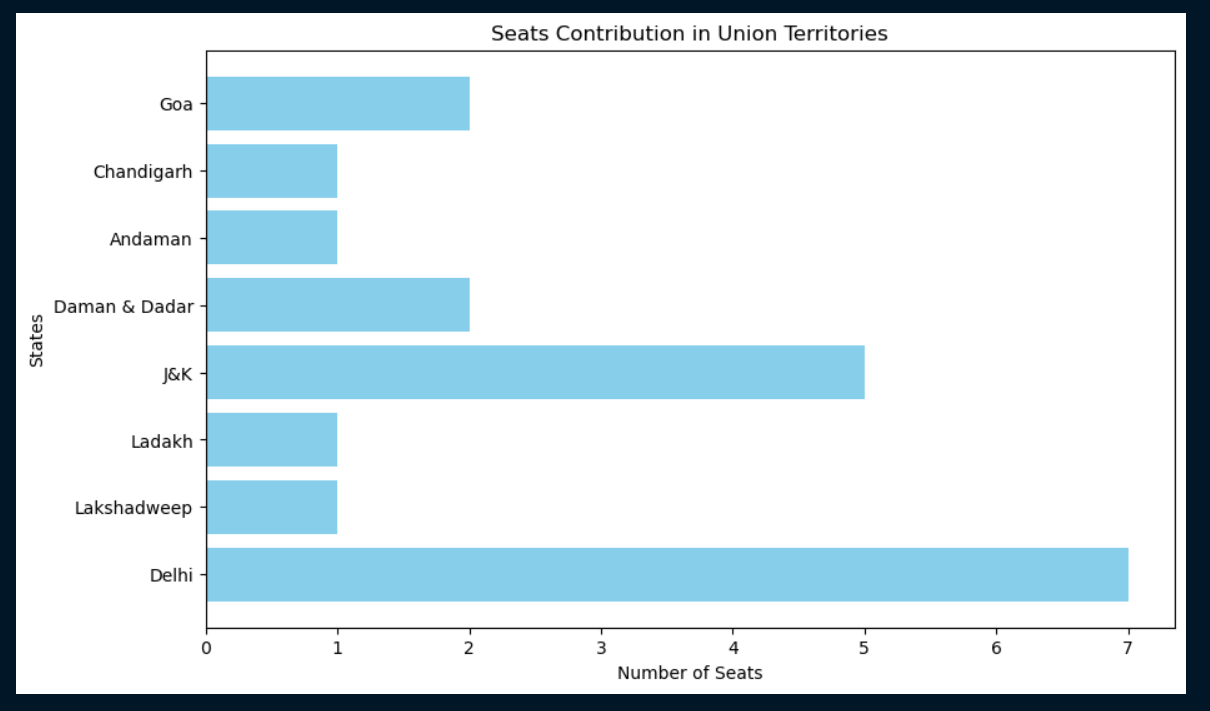 Seats Contribution in Union Territories
Goa
Chandigarh
Andaman
Daman & Dadar
J&K
Ladakh
Lakshadweep
Delhi
States
0 1 2 3 4 5 6 7
Number of Seats